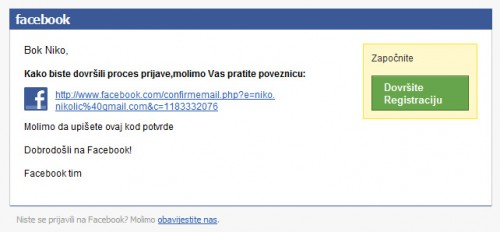 facebook
Bok Niko,
Kako biste dovršili proces prijave,molimo Vas pratite poveznicu:
http://www.facebook.com/confirmemail.php?e=niko.
nikolic%40gmail.com&c=1183332076
Molimo da upišete ovaj kod potvrde
Dobrodošli na Facebook!
Facebook tim
Započnite
Dovršite
Registraciju
Niste se prijavili na Facebook? Molimo obavijestite nas.